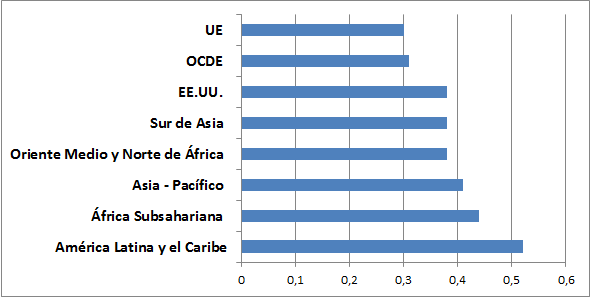 UE
OCDE
EE.UU.
Sur de Asia
Oriente Medio y Norte de África
Asia - Pacífico
África Subsahariana
América Latina y el Caribe
0 0,1 0,2 0,3 0,4 0,5 0,6